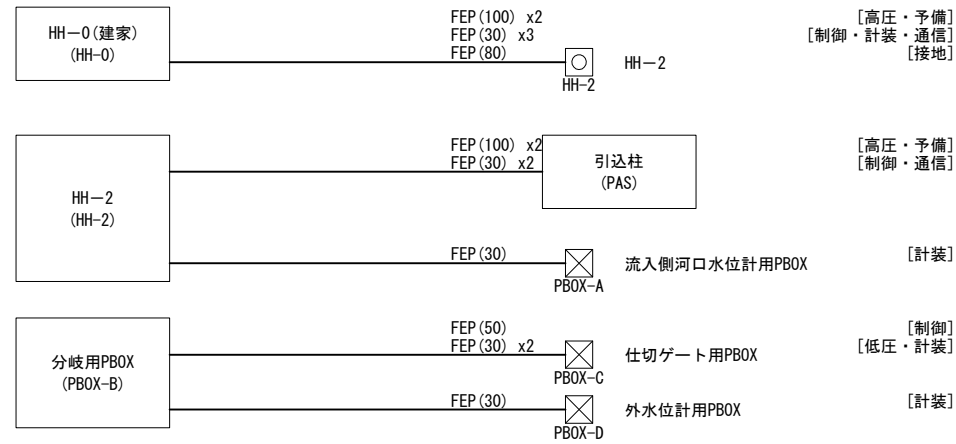 HH－0(建家)
(HH-0)
FEP(100) x2
FEP(30) x3
FEP(80)
HH-2
HH－2
[高圧・予備]
[制御・計装・通信]
[接地]
HH－2
(HH-2)
FEP(100) x2
FEP(30) x2
引込柱
(PAS)
[高圧・予備]
[制御・通信]
FEP(30)
PBOX-A
流入側河口水位計用PBOX
[計装]
分岐用PBOX
(PBOX-B)
FEP(50)
FEP(30) x2
PBOX-C
仕切ゲート用PBOX
[制御]
[低圧・計装]
FEP(30)
PBOX-D
外水位計用PBOX
[計装]